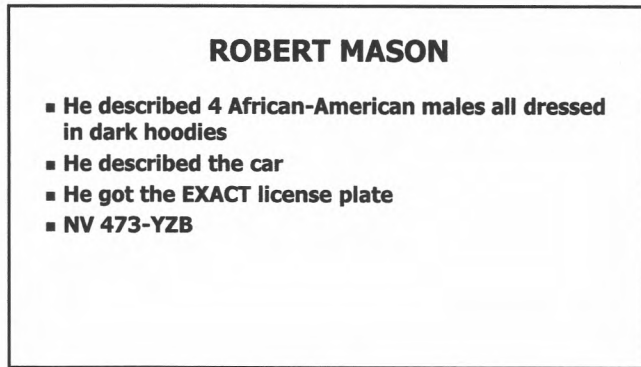 ROBERT MASON
▪ He described 4 African-American males all dressed
in dark hoodies
▪ He described the car
▪ He got the EXACT license plate
▪ NV 473-YZB